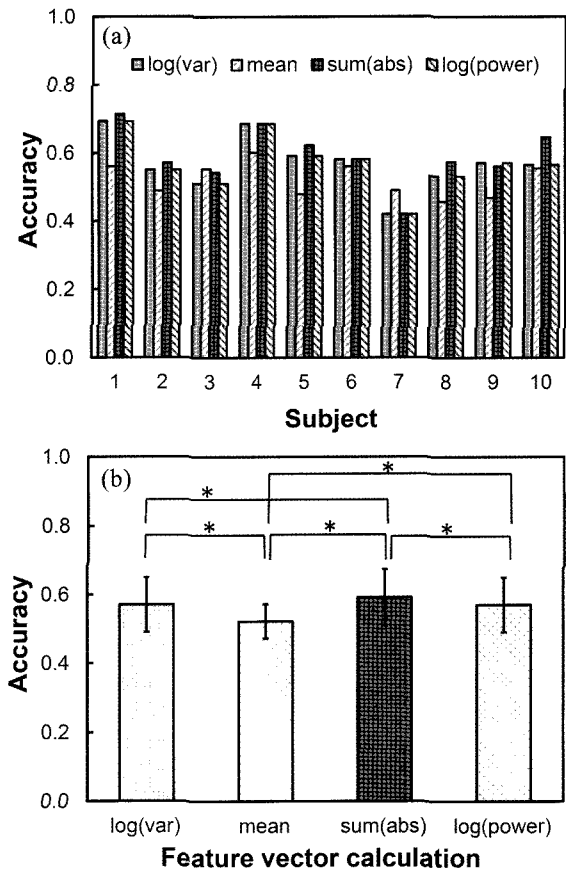 (a)
log(var) mean sum(abs) log(power)
1.0
0.8
0.6
0.4
0.2
0.0
Accuracy
1 2 3 4 5 6 7 8 9 10
Subject
(b)
1.0
0.8
0.6
0.4
0.2
0.0
Accuracy
*
*
* * *
log(var) mean sum(abs) log(power)
Feature vector calculation